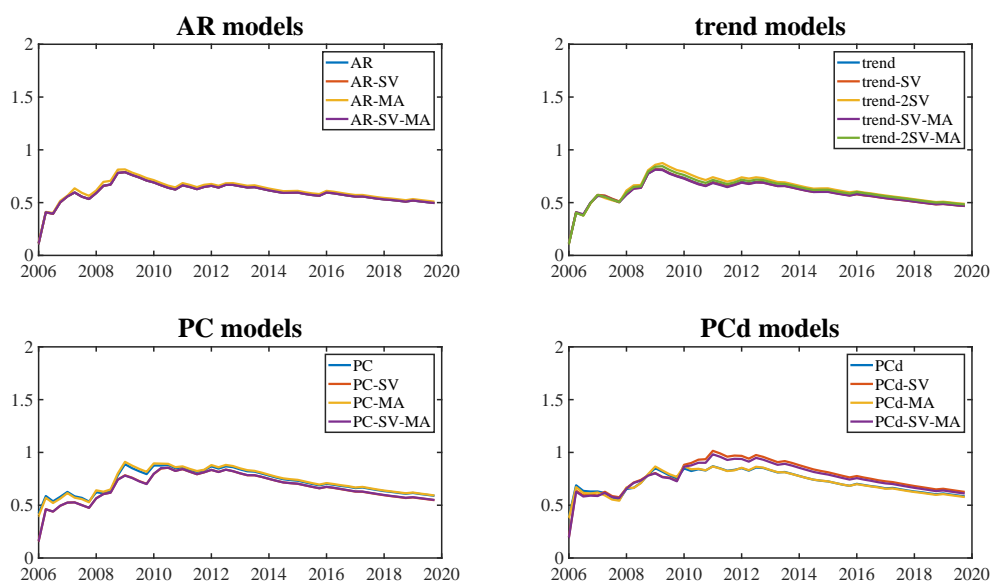 AR models
2
1.5
1
0.5
0
2006 2008 2010 2012 2014 2016 2018 2020
AR
AR-SV
AR-MA
AR-SV-MA
trend models
2
1.5
1
0.5
0
2006 2008 2010 2012 2014 2016 2018 2020
trend
trend-SV
trend-2SV
trend-SV-MA
trend-2SV-MA
PC models
2
1.5
1
0.5
0
2006 2008 2010 2012 2014 2016 2018 2020
PC
PC-SV
PC-MA
PC-SV-MA
PCd models
2
1.5
1
0.5
0
2006 2008 2010 2012 2014 2016 2018 2020
PCd
PCd-SV
PCd-MA
PCd-SV-MA